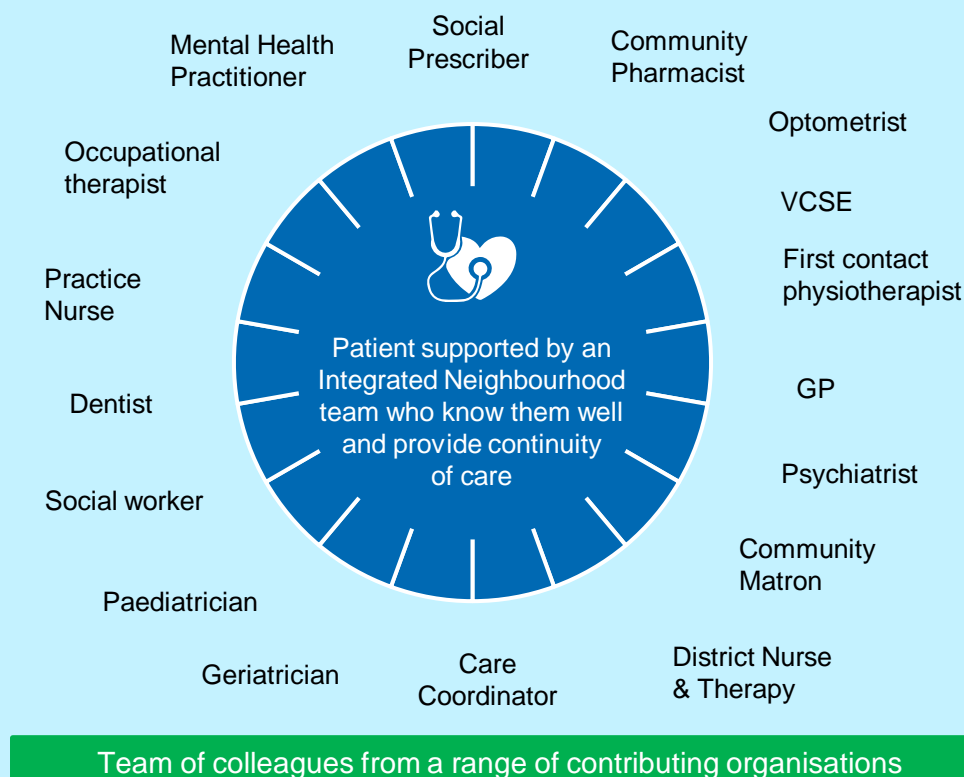 Social
Prescriber
Community
Pharmacist
Optometrist
VCSE
First contact
physiotherapist
GP
Psychiatrist
Community
Matron
District Nurse
& Therapy
Care
Coordinator
Geriatrician
Paediatrician
Social worker
Dentist
Practice
Nurse
Occupational
therapist
Mental Health
Practitioner
Patient supported by an
Integrated Neighbourhood
team who know them well
and provide continuity
of care
Team of colleagues from a range of contributing organisations